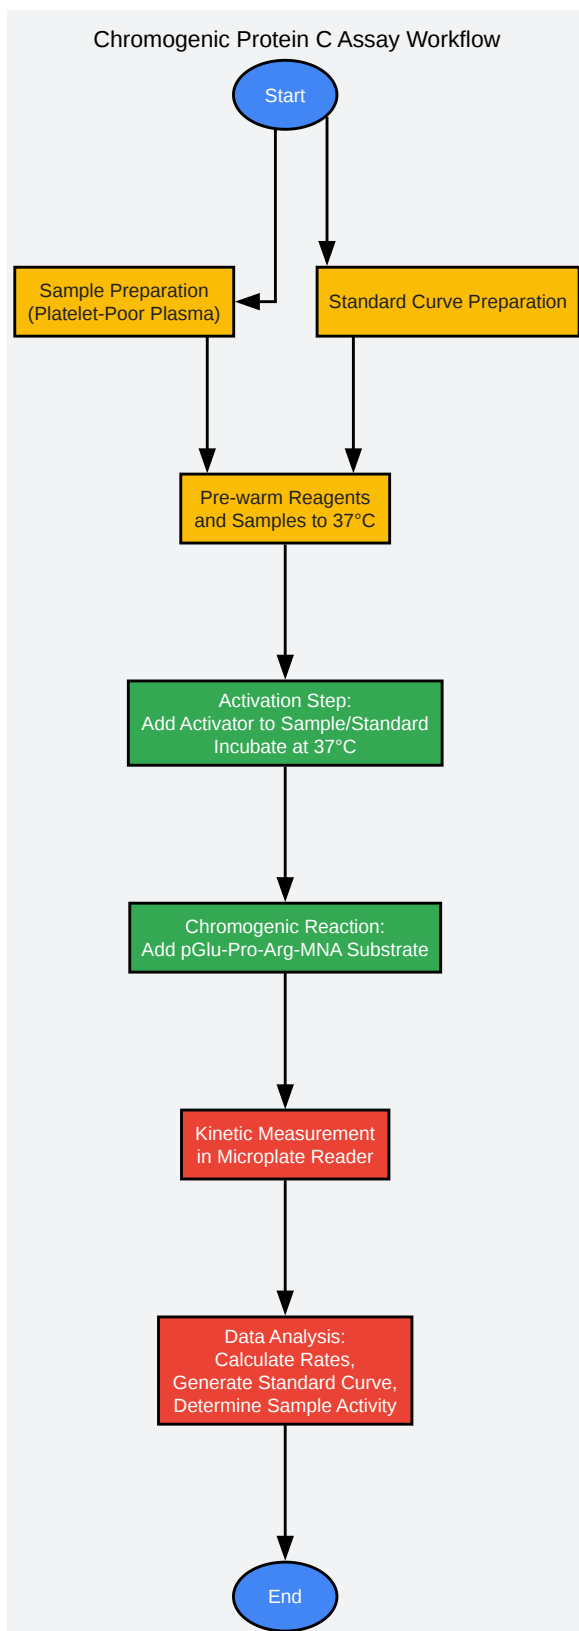 Chromogenic Protein C Assay Workflow
Start
Sample Preparation
(Platelet-Poor Plasma)
Standard Curve Preparation
Pre-warm Reagents
and Samples to 37°C
Activation Step:
Add Activator to Sample/Standard
Incubate at 37°C
Chromogenic Reaction:
Add pGlu-Pro-Arg-MNA Substrate
Kinetic Measurement
in Microplate Reader
Data Analysis:
Calculate Rates,
Generate Standard Curve,
Determine Sample Activity
End